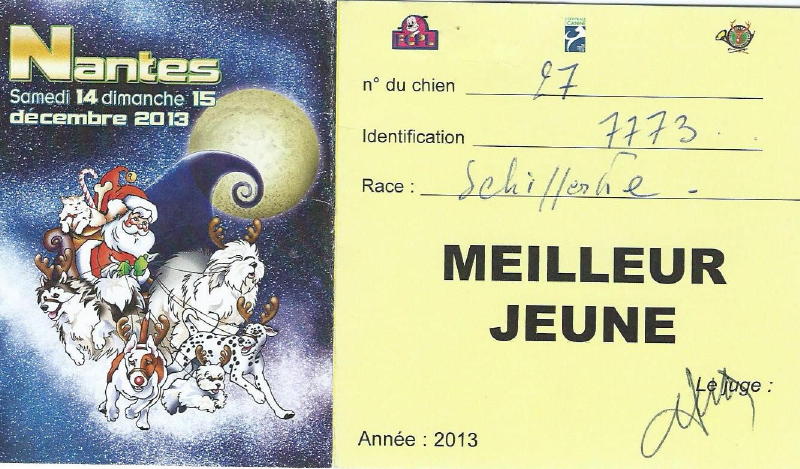 Nantes
Samedi 14 dimanche 15
décembre 2013
n° du chien 27
Identification 7773
Race : Schipperke
MEILLEUR
JEUNE
Le juge :
Année : 2013